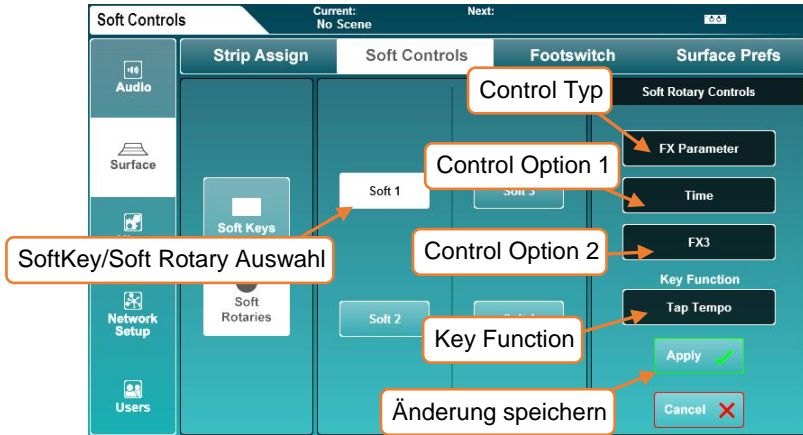 Soft Controls
Current:
No Scene
Next:
Strip Assign
Soft Controls
Footswitch
Surface Prefs
Audio
Surface
Network
Setup
Users
Soft Keys
Soft
Rotaries
Soft 1
Soft 2
Soft Rotary Controls
FX Parameter
Time
FX3
Key Function
Tap Tempo
Apply
Cancel
Control Typ
Control Option 1
SoftKey/Soft Rotary Auswahl
Control Option 2
Key Function
Änderung speichern